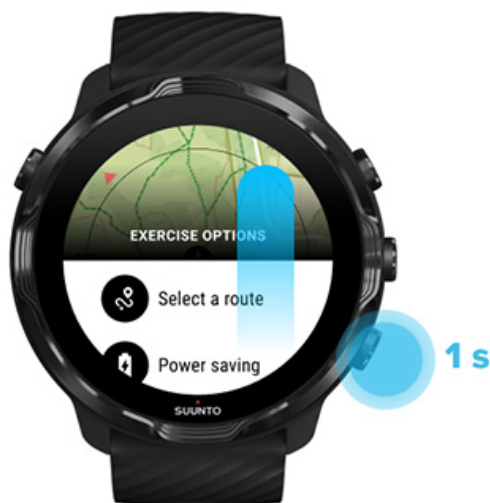 EXERCISE OPTIONS
Select a route
Power saving
SUUNTO
1 s